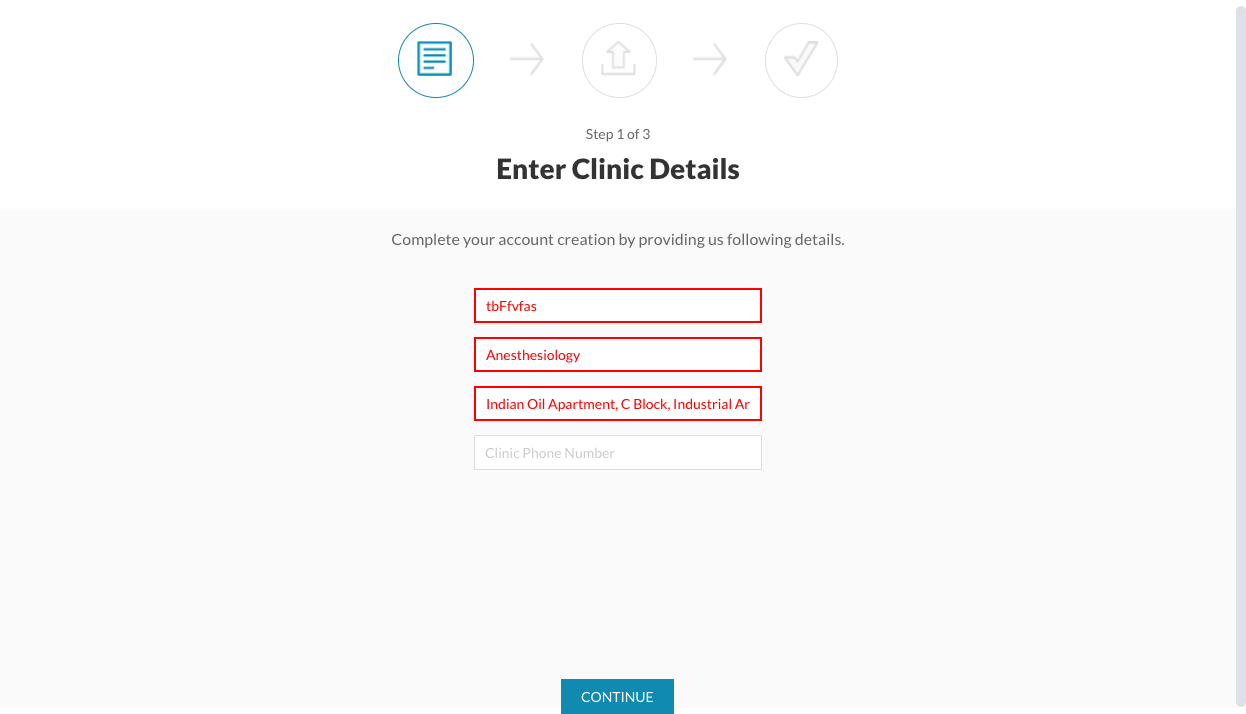 Step 1 of 3
Enter Clinic Details
Complete your account creation by providing us following details.
tbFfvfas
Anesthesiology
Indian Oil Apartment, C Block, Industrial Ar
Clinic Phone Number
CONTINUE